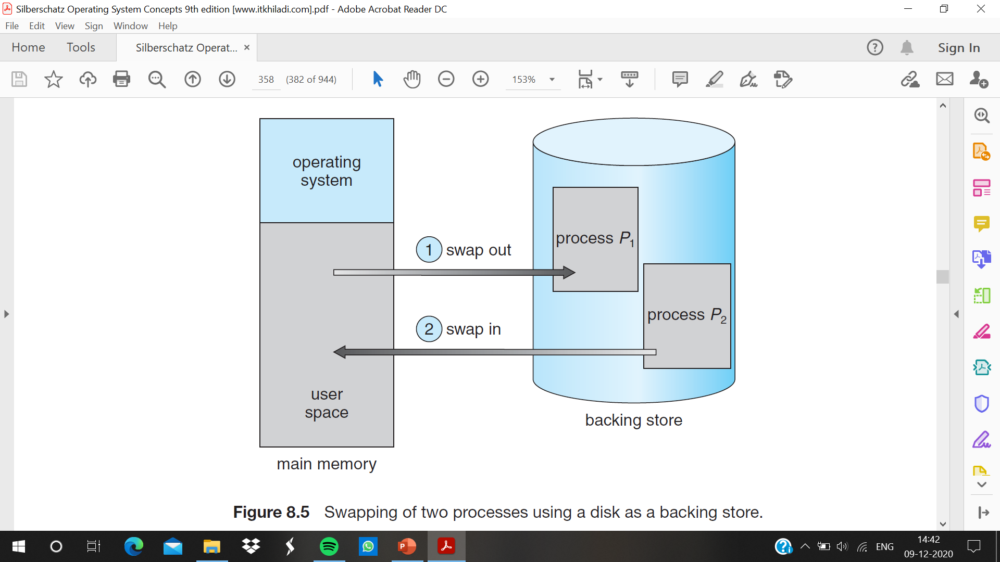 Silberschatz Operating System Concepts 9th edition [www.itkhiladi.com].pdf - Adobe Acrobat Reader DC
File Edit View Sign Window Help
Home Tools Silberschatz Operat... × Sign In
358 (382 of 944) 153%
operating
system
process P1
1 swap out
process P2
2 swap in
user
space
backing store
main memory
Figure 8.5 Swapping of two processes using a disk as a backing store.
14:42
ENG
09-12-2020